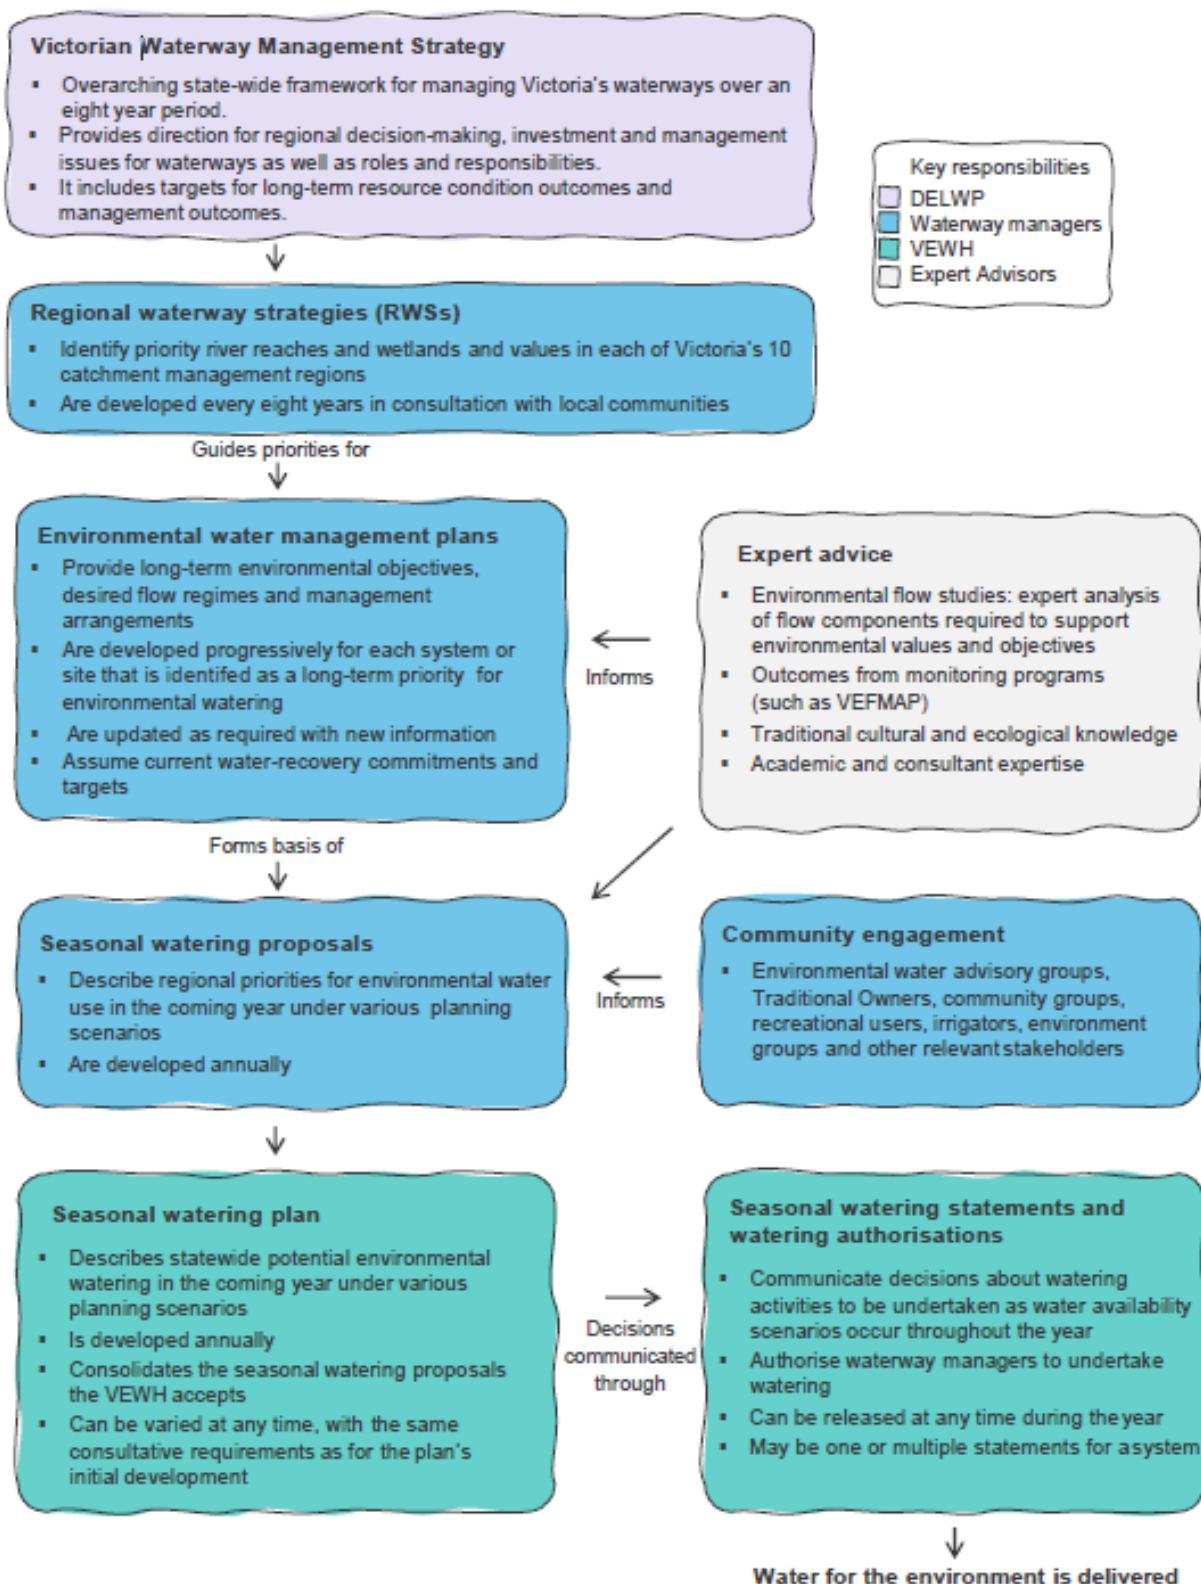 Victorian Waterway Management Strategy
▪ Overarching state-wide framework for managing Victoria's waterways over an
eight year period.
▪ Provides direction for regional decision-making, investment and management
issues for waterways as well as roles and responsibilities.
▪ It includes targets for long-term resource condition outcomes and
management outcomes.
Key responsibilities
DELWP
Waterway managers
VEWH
Expert Advisors
Regional waterway strategies (RWSs)
▪ Identify priority river reaches and wetlands and values in each of Victoria's 10
catchment management regions
▪ Are developed every eight years in consultation with local communities
Guides priorities for
Environmental water management plans
▪ Provide long-term environmental objectives,
desired flow regimes and management
arrangements
▪ Are developed progressively for each system or
site that is identifed as a long-term priority for
environmental watering
▪ Are updated as required with new information
▪ Assume current water-recovery commitments and
targets
Informs
Expert advice
▪ Environmental flow studies: expert analysis
of flow components required to support
environmental values and objectives
▪ Outcomes from monitoring programs
(such as VEFMAP)
▪ Traditional cultural and ecological knowledge
▪ Academic and consultant expertise
Forms basis of
Seasonal watering proposals
▪ Describe regional priorities for environmental water
use in the coming year under various planning
scenarios
▪ Are developed annually
Informs
Community engagement
▪ Environmental water advisory groups,
Traditional Owners, community groups,
recreational users, irrigators, environment
groups and other relevant stakeholders
Seasonal watering plan
▪ Describes statewide potential environmental
watering in the coming year under various
planning scenarios
▪ Is developed annually
▪ Consolidates the seasonal watering proposals
the VEWH accepts
▪ Can be varied at any time, with the same
consultative requirements as for the plan's
initial development
Decisions
communicated
through
Seasonal watering statements and
watering authorisations
▪ Communicate decisions about watering
activities to be undertaken as water availability
scenarios occur throughout the year
▪ Authorise waterway managers to undertake
watering
▪ Can be released at any time during the year
▪ May be one or multiple statements for a system
Water for the environment is delivered